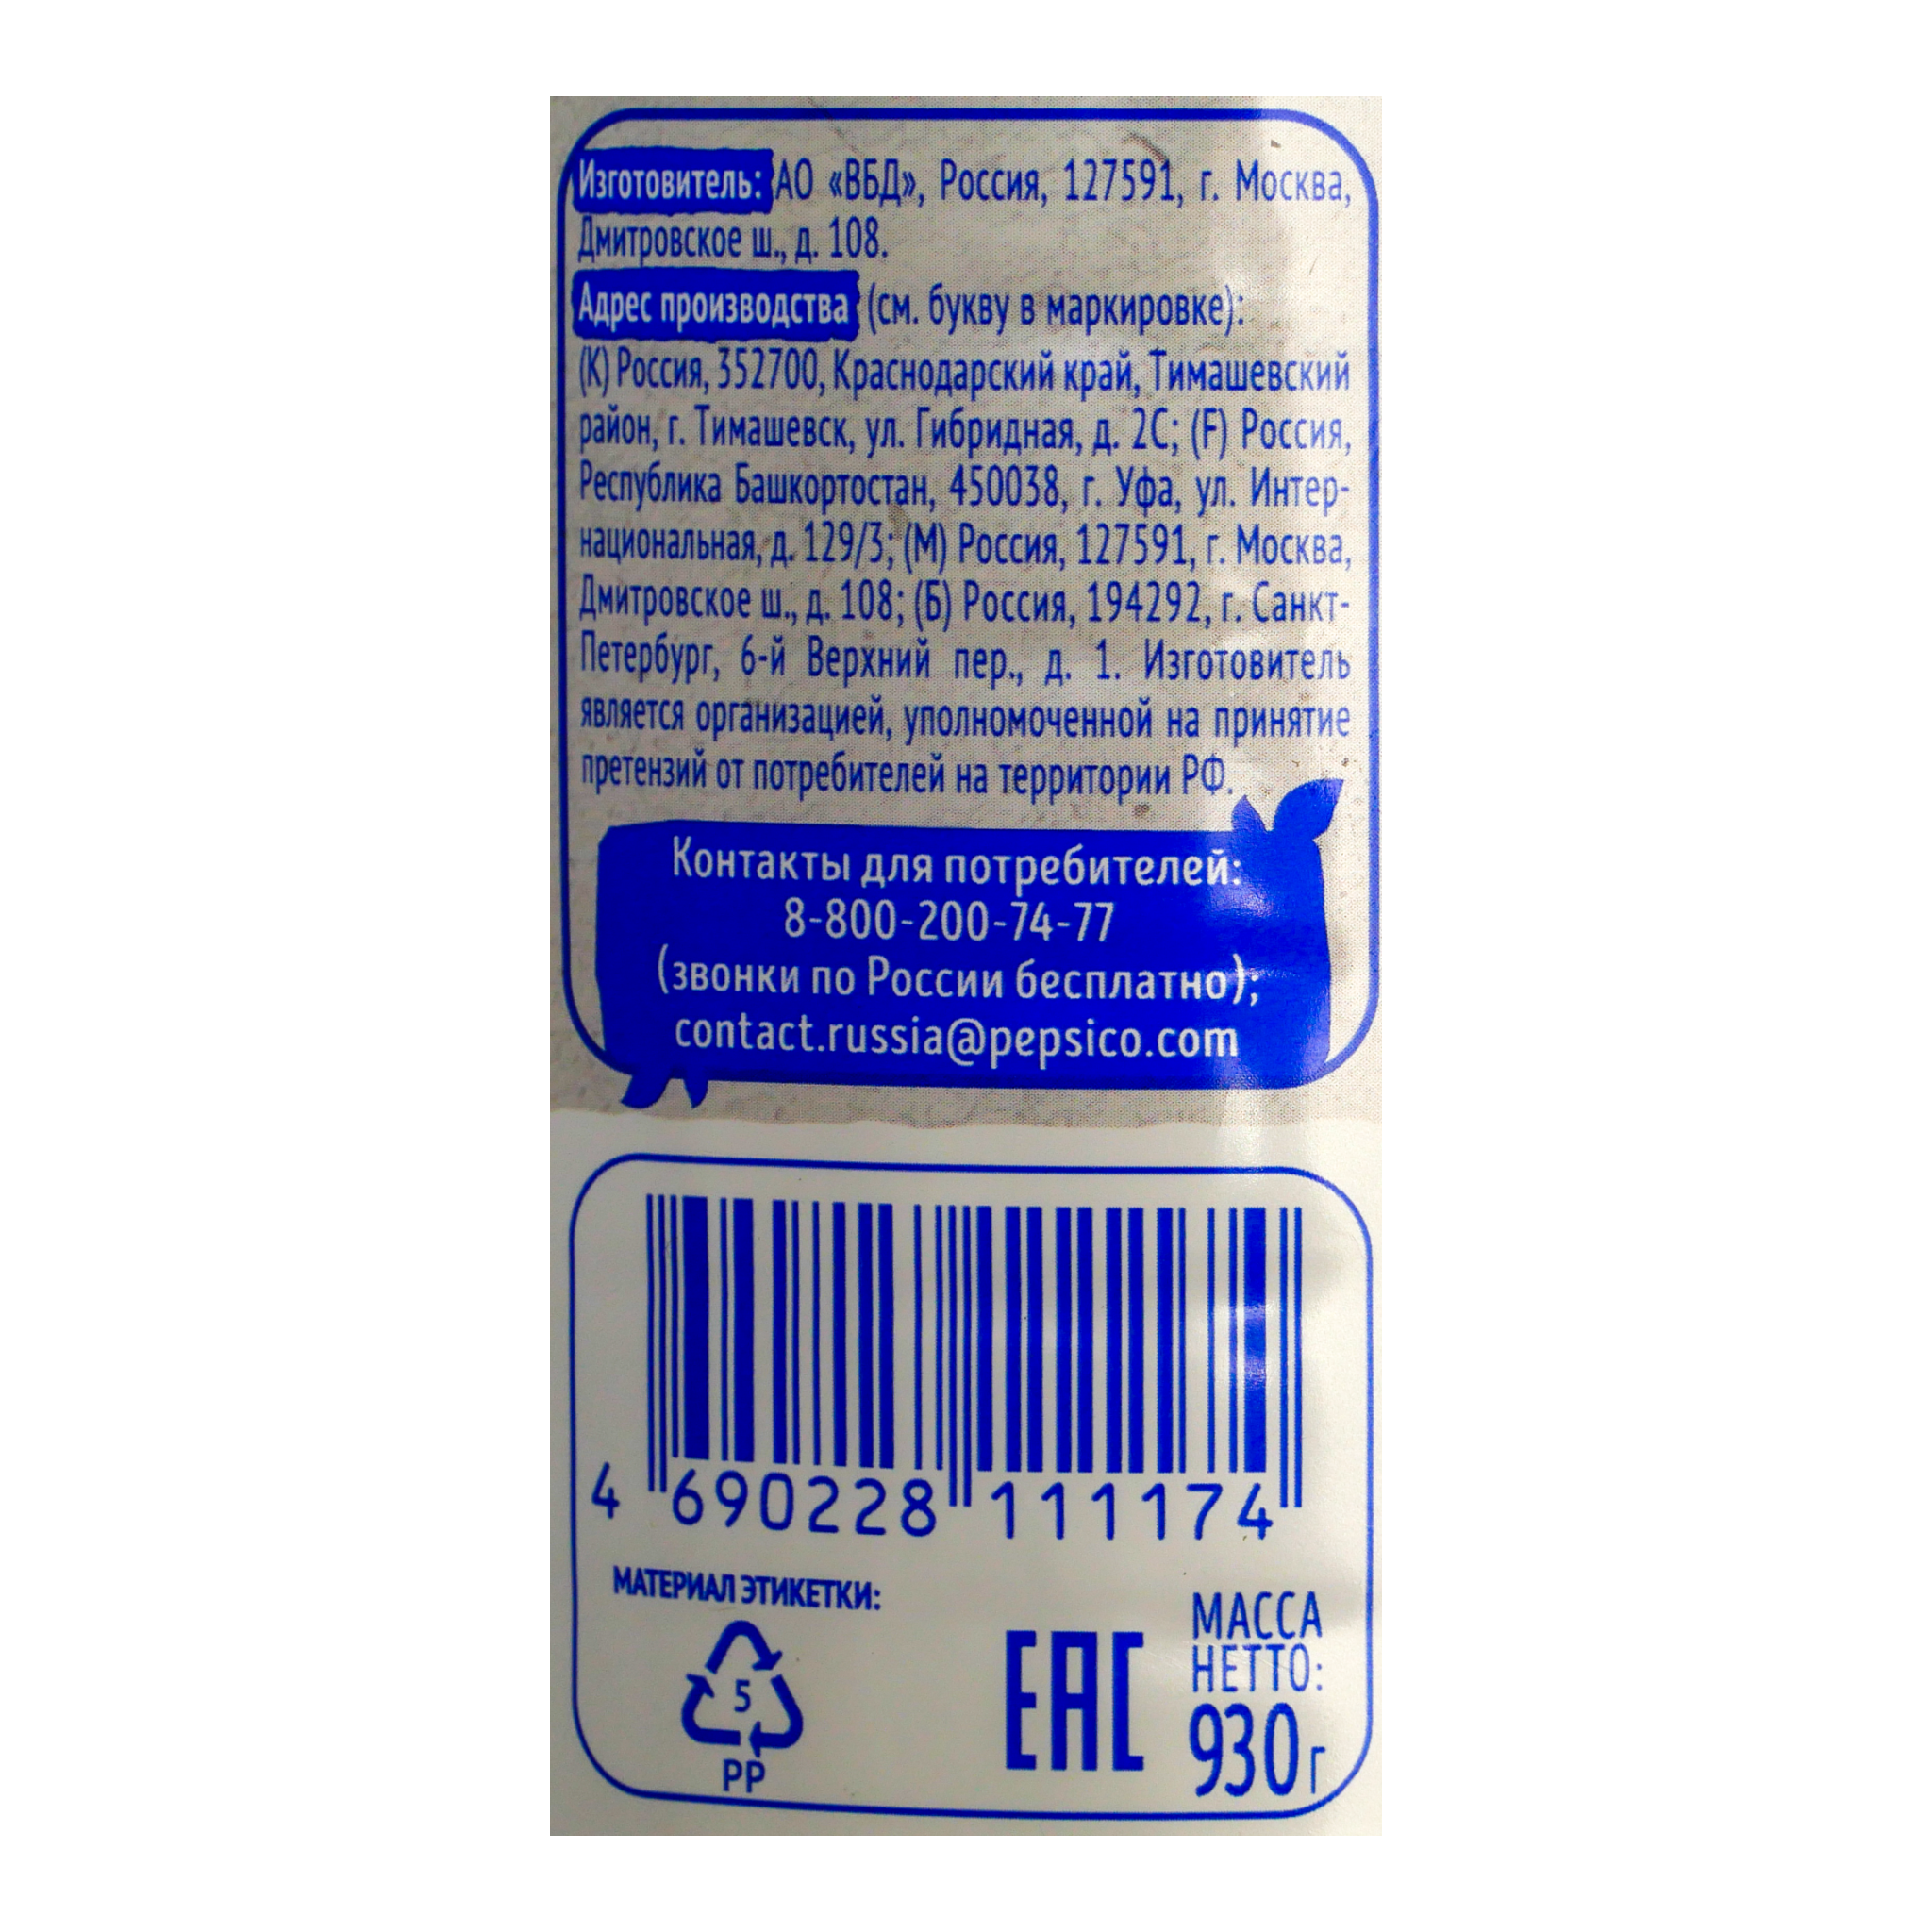 Изготовитель: АО «ВБД», Россия, 127591, г. Москва,
Дмитровское ш., д. 108.
Адрес производства (см. букву в маркировке):
(К) Россия, 352700, Краснодарский край, Тимашевский
район, г. Тимашевск, ул. Гибридная, д. 2С; (F) Россия,
Республика Башкортостан, 450038, г. Уфа, ул. Интер-
национальная, д. 129/3; (М) Россия, 127591, г. Москва,
Дмитровское ш., д. 108; (Б) Россия, 194292, г. Санкт-
Петербург, 6-й Верхний пер., д. 1. Изготовитель
является организацией, уполномоченной на принятие
претензий от потребителей на территории РФ.
Контакты для потребителей:
8-800-200-74-77
(звонки по России бесплатно);
contact.russia@pepsico.com
4 690228 111174
МАТЕРИАЛ ЭТИКЕТКИ:
5
PP
EAC
МАССА
НЕТТО:
930 г